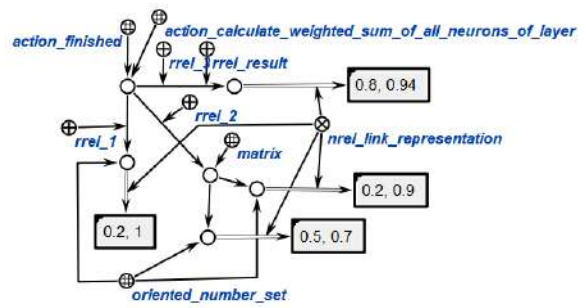 action_finished
action_calculate_weighted_sum_of_all_neurons_of_layer
rrel_3
rrel_result
0.8, 0.94
rrel_2
rrel_1
nrel_link_representation
matrix
0.2, 0.9
0.2, 1
0.5, 0.7
oriented_number_set